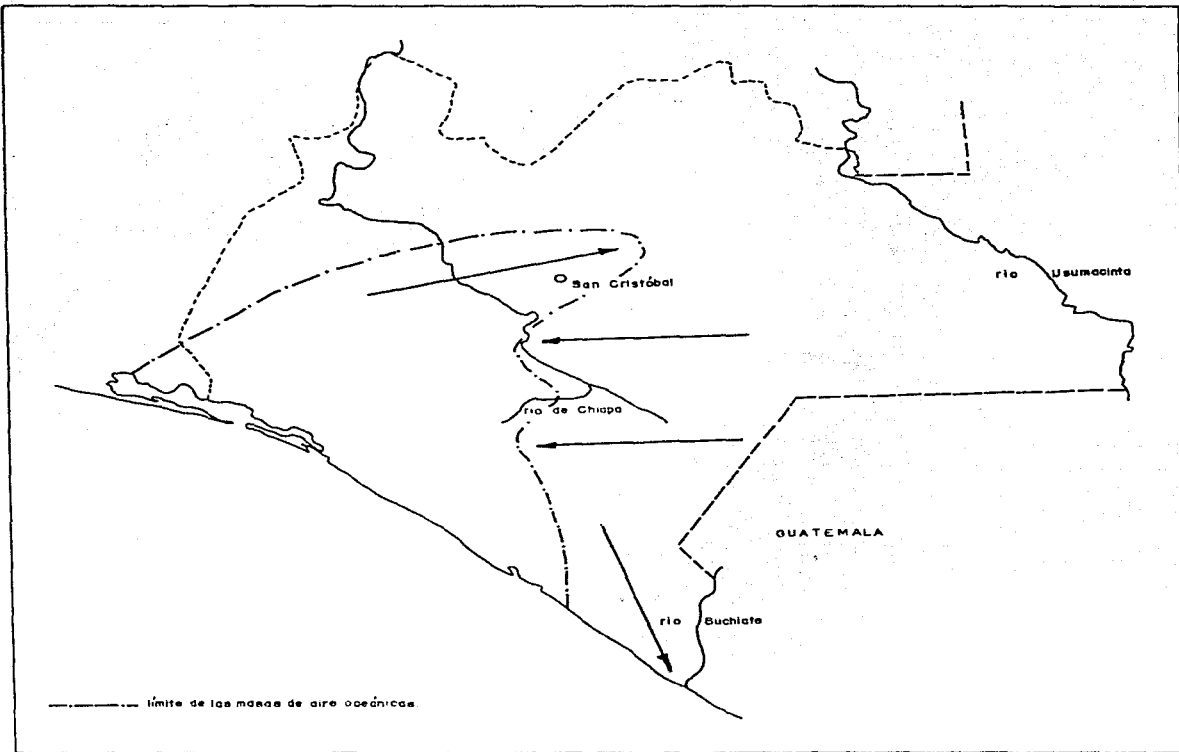 río Usumacinta
San Cristóbal
río de Chiapa
GUATEMALA
río Suchiate
límite de las masas de aire oceánicas.